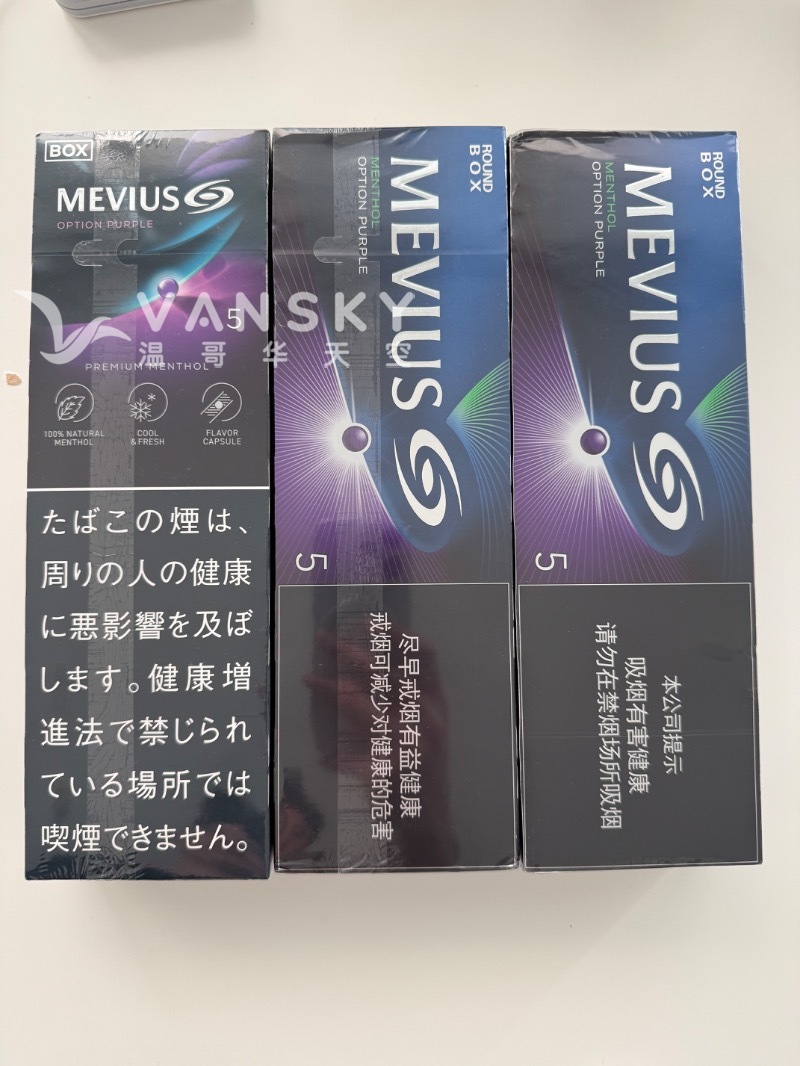 BOX
MEVIUS
OPTION PURPLE
5
PREMIUM MENTHOL
100% NATURAL
MENTHOL
COOL
& FRESH
FLAVOR
CAPSULE
たばこの煙は、
周りの人の健康
に悪影響を及ぼ
します。健康増
進法で禁じられ
ている場所では
喫煙できません。
ROUND
BOX
MEVIUS
MENTHOL
OPTION PURPLE
5
尽早戒烟有益健康
戒烟可减少对健康的危害
ROUND
BOX
MEVIUS
MENTHOL
OPTION PURPLE
5
本公司提示
吸烟有害健康
请勿在禁烟场所吸烟
VANSKY
温哥华天空